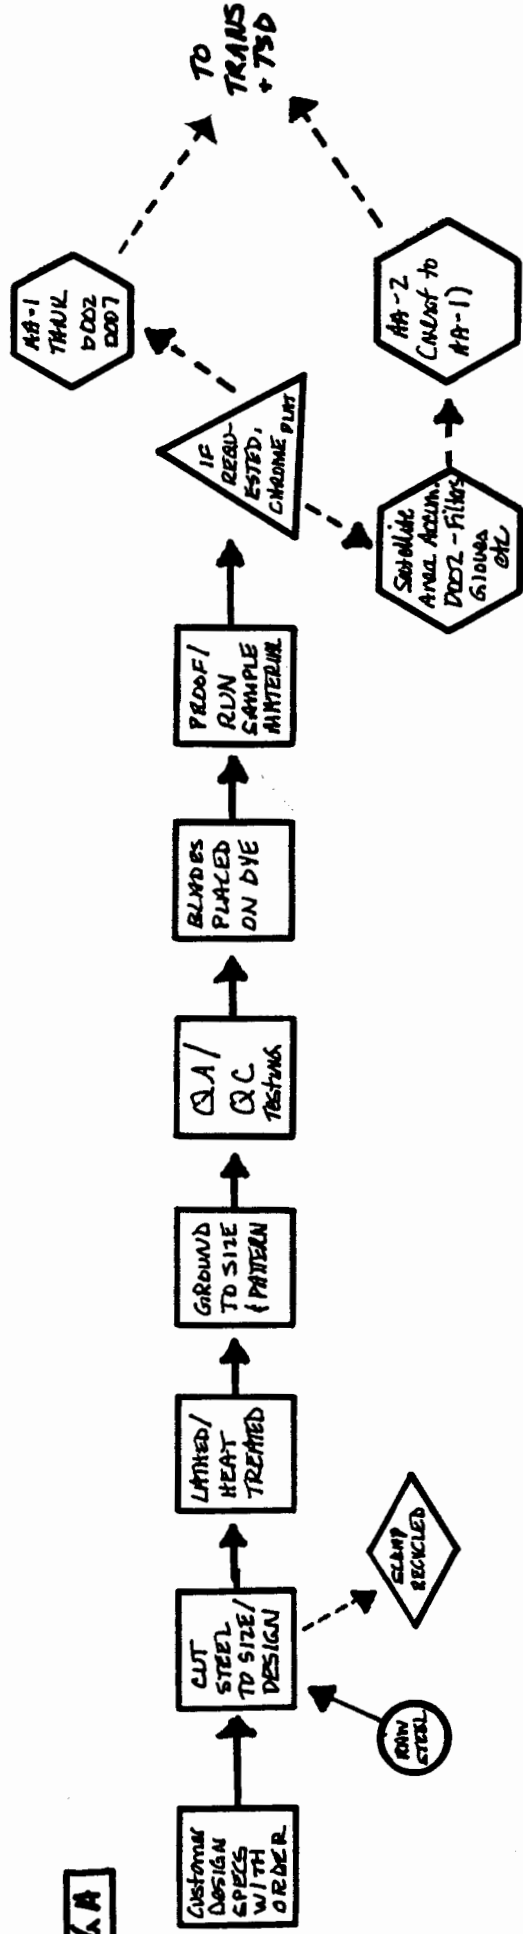 Customer
DESIGN
SPECS
WITH
ORDER
RAW
STEEL
CUT
STEEL
TO SIZE/
DESIGN
SCRAP
RECYCLED
LATHED/
HEAT
TREATED
GROUND
TO SIZE
& PATTERN
QA/
QC
Testing
BLADES
PLACED
ON DYE
PROOF/
RUN
SAMPLE
MATERIAL
IF
REQU-
ESTED,
CHROME PLAT
AA-1
TANK
D002
D007
Satellite
Area Accum.
D002 - Filters
Gloves
etc
AA-2
(Next to
AA-1)
TO
TRANS
+ TSD
A